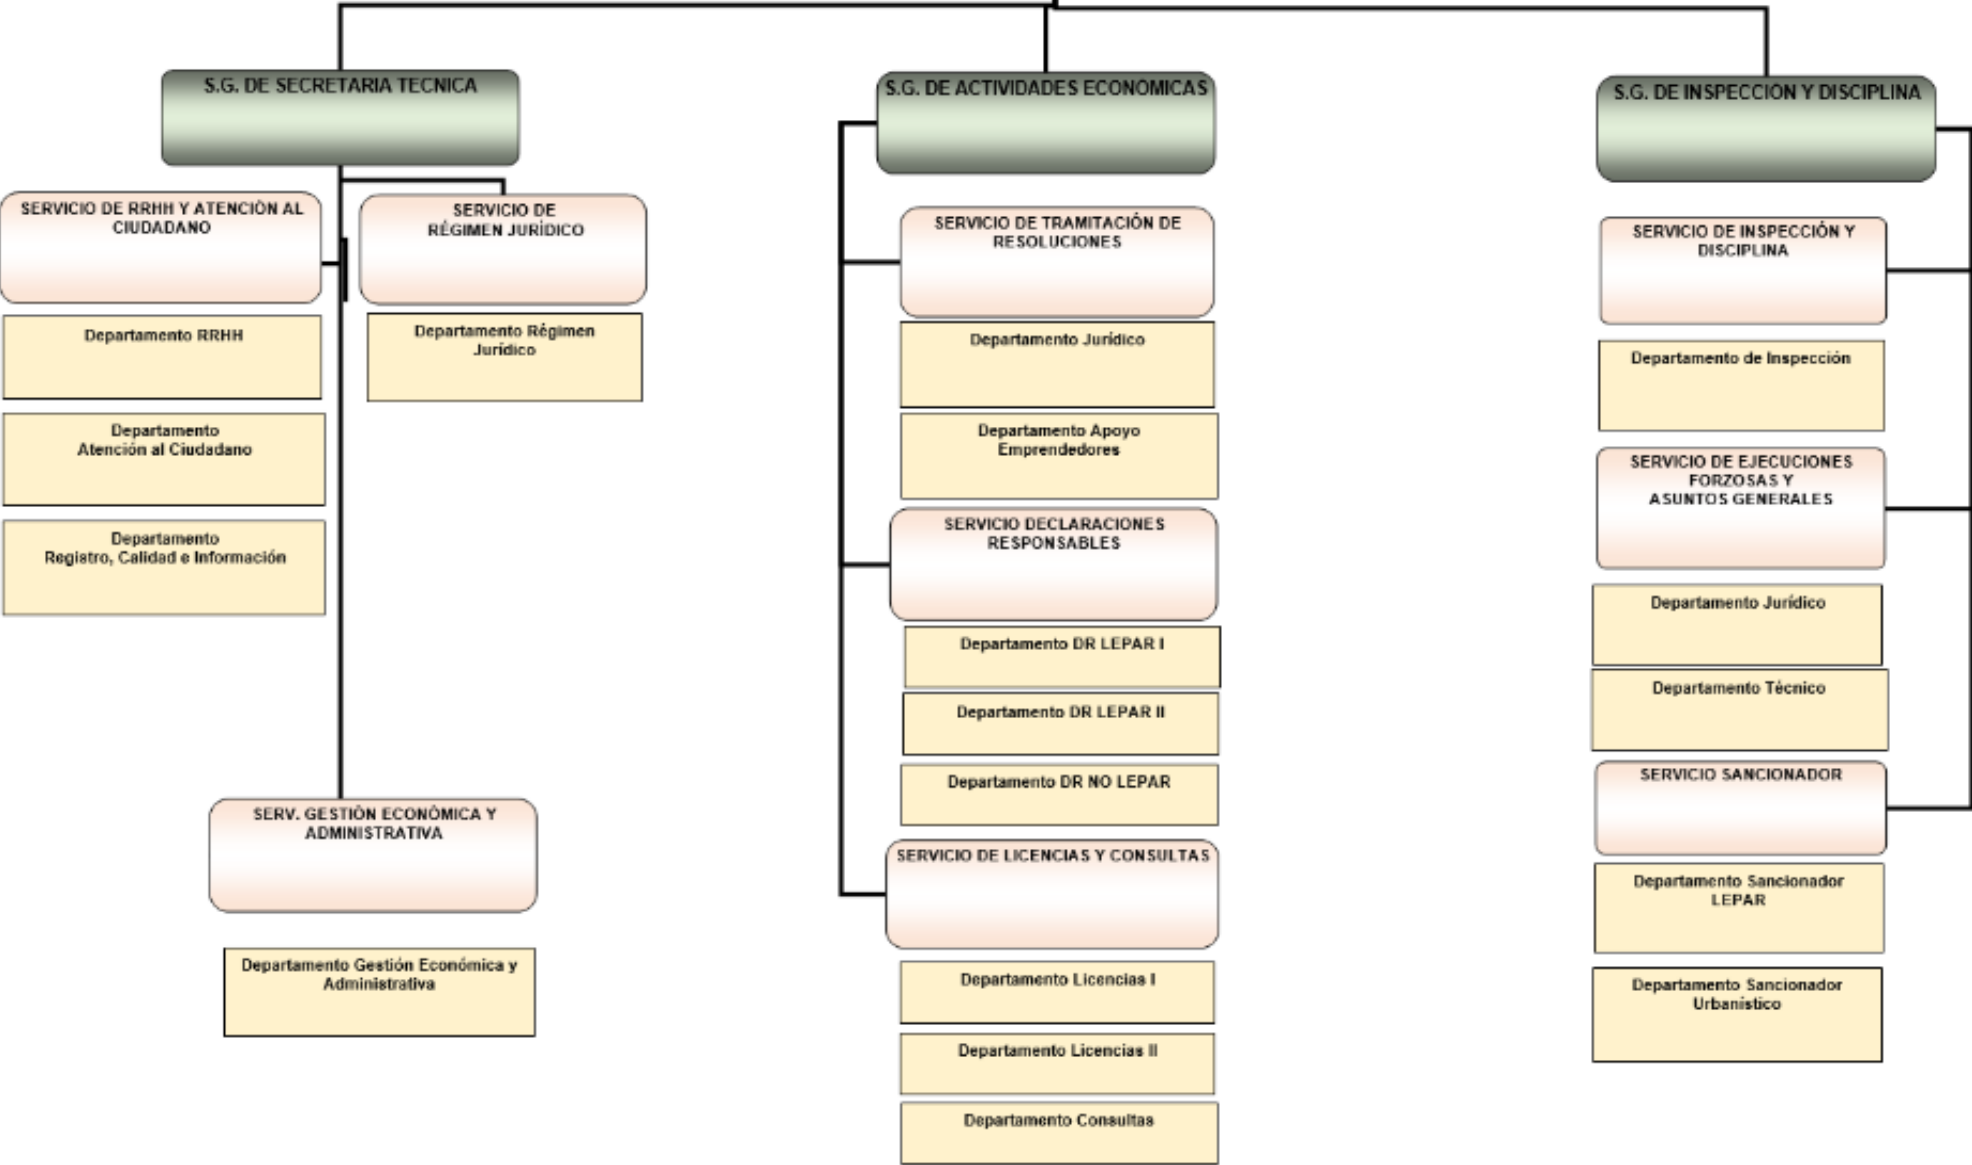 S.G. DE SECRETARIA TECNICA
SERVICIO DE RRHH Y ATENCIÓN AL
CIUDADANO
Departamento RRHH
Departamento
Atención al Ciudadano
Departamento
Registro, Calidad e Información
SERVICIO DE
RÉGIMEN JURÍDICO
Departamento Régimen
Jurídico
SERV. GESTIÓN ECONÓMICA Y
ADMINISTRATIVA
Departamento Gestión Económica y
Administrativa
S.G. DE ACTIVIDADES ECONOMICAS
SERVICIO DE TRAMITACIÓN DE
RESOLUCIONES
Departamento Jurídico
Departamento Apoyo
Emprendedores
SERVICIO DECLARACIONES
RESPONSABLES
Departamento DR LEPAR I
Departamento DR LEPAR II
Departamento DR NO LEPAR
SERVICIO DE LICENCIAS Y CONSULTAS
Departamento Licencias I
Departamento Licencias II
Departamento Consultas
S.G. DE INSPECCION Y DISCIPLINA
SERVICIO DE INSPECCIÓN Y
DISCIPLINA
Departamento de Inspección
SERVICIO DE EJECUCIONES
FORZOSAS Y
ASUNTOS GENERALES
Departamento Jurídico
Departamento Técnico
SERVICIO SANCIONADOR
Departamento Sancionador
LEPAR
Departamento Sancionador
Urbanístico